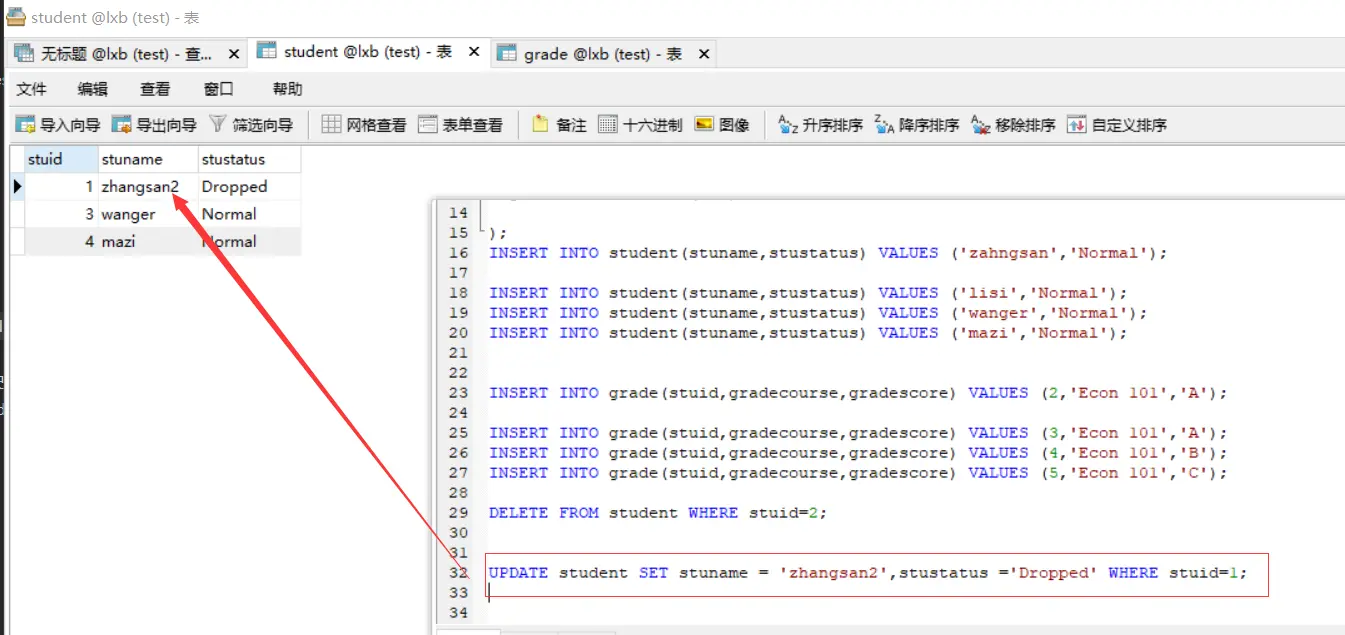 student @lxb (test) - 表
无标题 @lxb (test) - 查... student @lxb (test) - 表 grade @lxb (test) - 表
文件 编辑 查看 窗口 帮助
导入向导 导出向导 筛选向导 网格查看 表单查看 备注 十六进制 图像 升序排序 降序排序 移除排序 自定义排序
stuid stuname stustatus
1 zhangsan2 Dropped
3 wanger Normal
4 mazi Normal
14
15 );
16 INSERT INTO student(stuname,stustatus) VALUES ('zahngsan','Normal');
17
18 INSERT INTO student(stuname,stustatus) VALUES ('lisi','Normal');
19 INSERT INTO student(stuname,stustatus) VALUES ('wanger','Normal');
20 INSERT INTO student(stuname,stustatus) VALUES ('mazi','Normal');
21
22
23 INSERT INTO grade(stuid,gradecourse,gradescore) VALUES (2,'Econ 101','A');
24
25 INSERT INTO grade(stuid,gradecourse,gradescore) VALUES (3,'Econ 101','A');
26 INSERT INTO grade(stuid,gradecourse,gradescore) VALUES (4,'Econ 101','B');
27 INSERT INTO grade(stuid,gradecourse,gradescore) VALUES (5,'Econ 101','C');
28
29 DELETE FROM student WHERE stuid=2;
30
31
32 UPDATE student SET stuname = 'zhangsan2',stustatus ='Dropped' WHERE stuid=1;
33
34